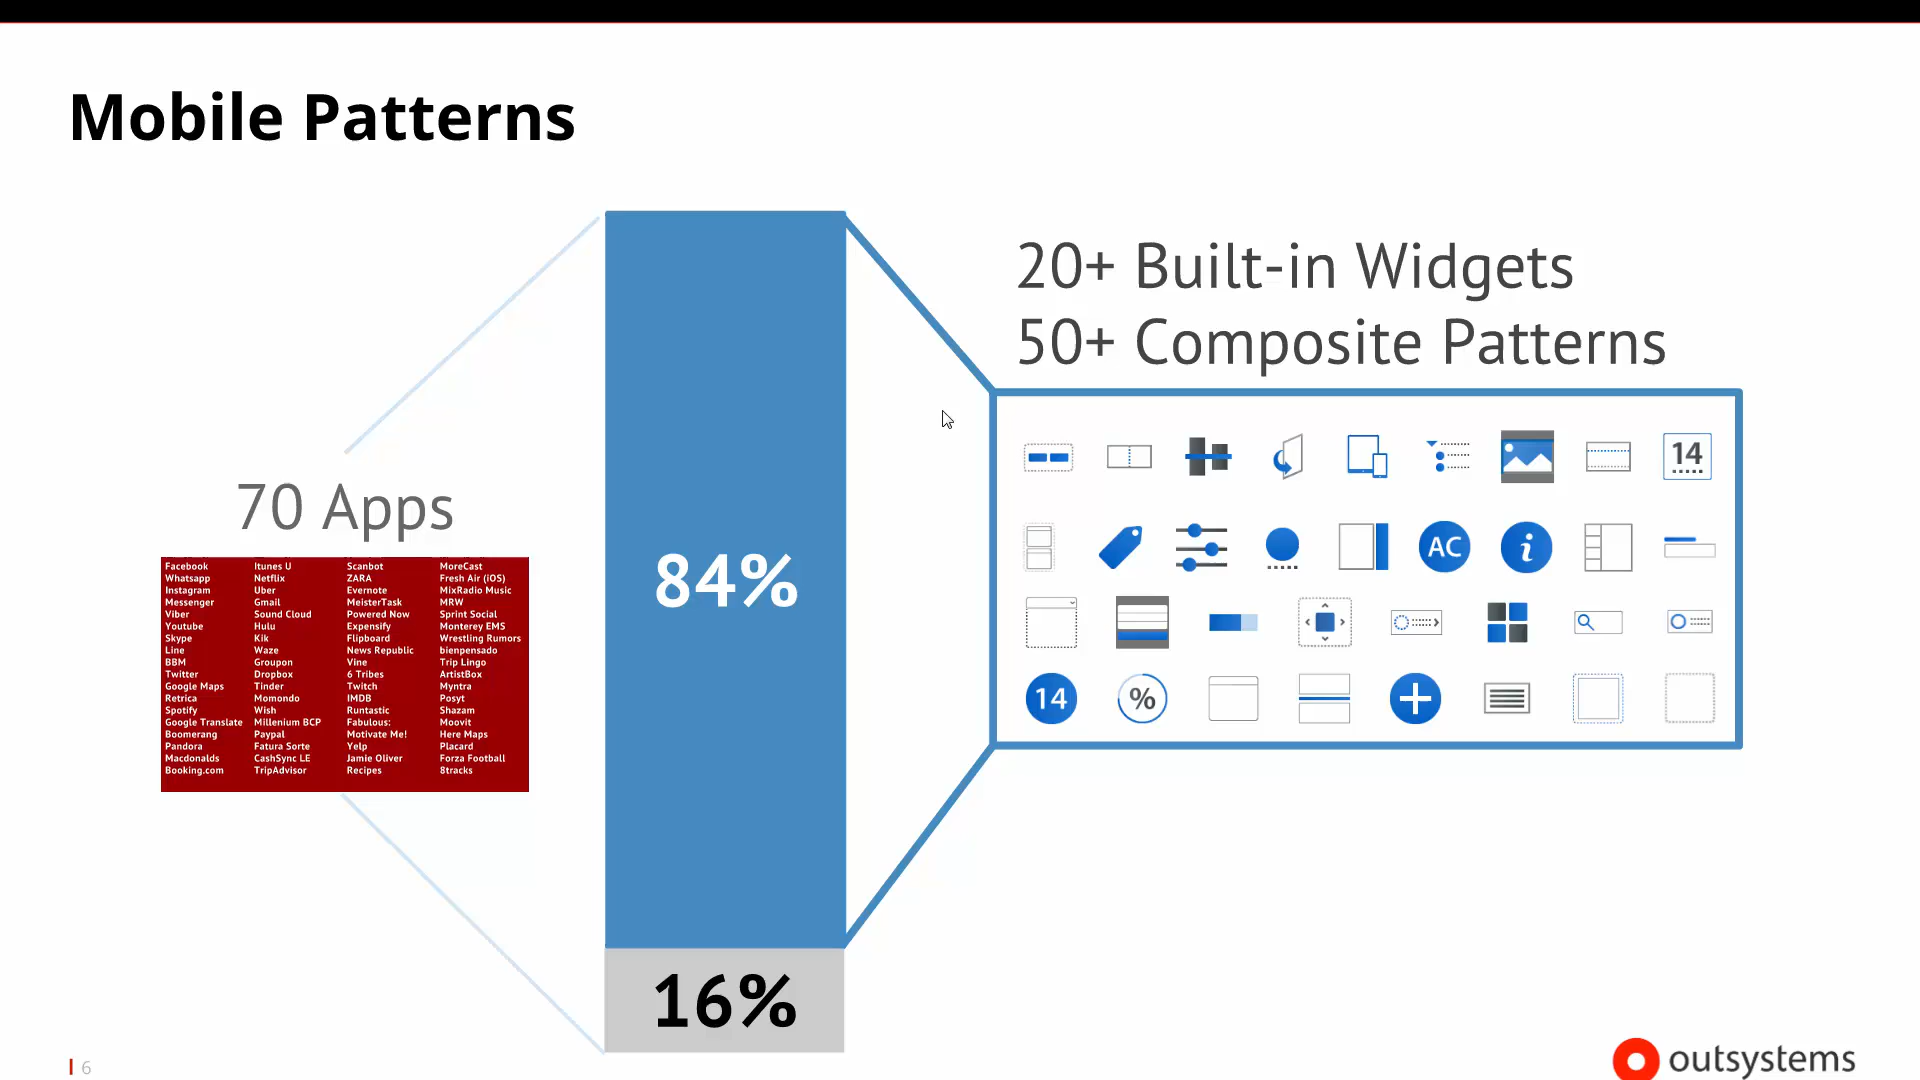 Mobile Patterns
20+ Built-in Widgets
50+ Composite Patterns
70 Apps
Facebook
Whatsapp
Instagram
Messenger
Viber
Youtube
Skype
Line
BBM
Twitter
Google Maps
Retrica
Spotify
Google Translate
Boomerang
Pandora
Macdonalds
Booking.com
Itunes U
Netflix
Uber
Gmail
Sound Cloud
Hulu
Kik
Waze
Groupon
Dropbox
Tinder
Momondo
Wish
Millenium BCP
Paypal
Fatura Sorte
CashSync LE
TripAdvisor
Scanbot
ZARA
Evernote
MeisterTask
Powered Now
Expensify
Flipboard
News Republic
Vine
6 Tribes
Twitch
IMDB
Runtastic
Fabulous:
Motivate Me!
Yelp
Jamie Oliver
Recipes
MoreCast
Fresh Air (iOS)
MixRadio Music
MRW
Sprint Social
Monterey EMS
Wrestling Rumors
bienpensado
Trip Lingo
ArtistBox
Myntra
Posyt
Shazam
Moovit
Here Maps
Placard
Forza Football
8tracks
84%
16%
14
AC
i
14
%
6
outsystems